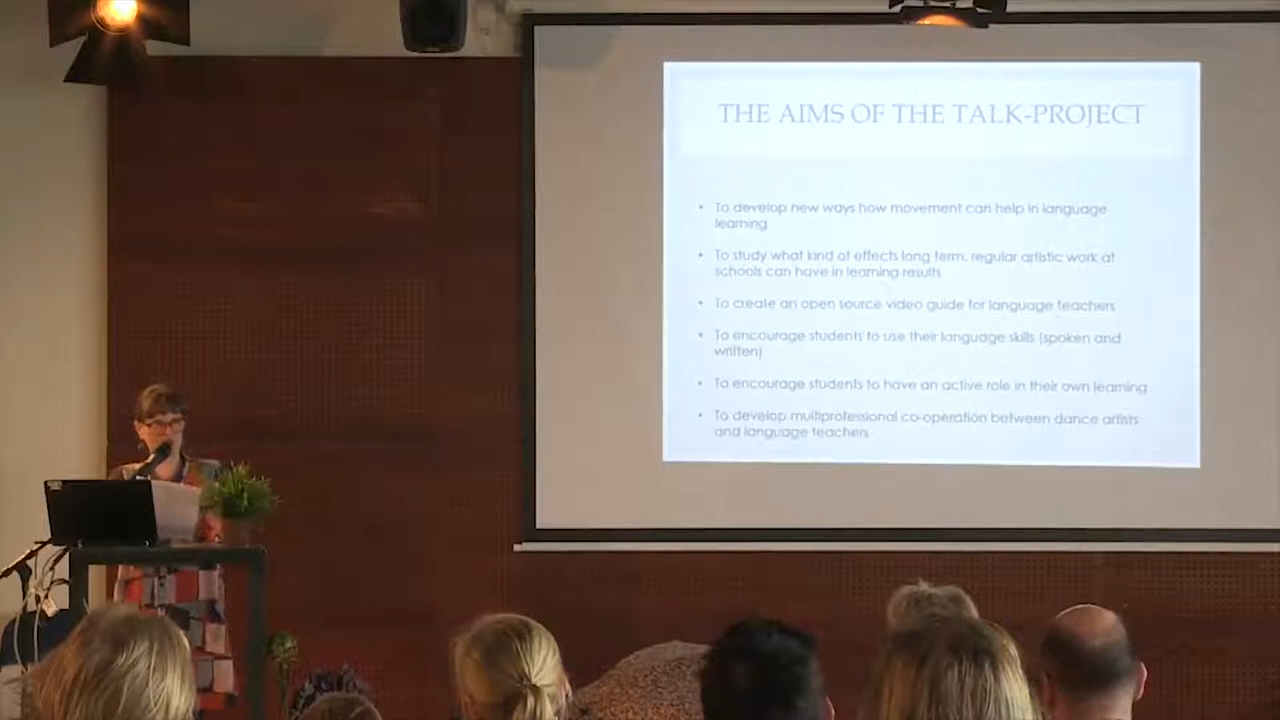 THE AIMS OF THE TALK-PROJECT
• To develop new ways how movement can help in language
learning
• To study what kind of effects long term, regular artistic work at
schools can have in learning results
• To create an open source video guide for language teachers
• To encourage students to use their language skills (spoken and
written)
• To encourage students to have an active role in their own learning
• To develop multiprofessional co-operation between dance artists
and language teachers